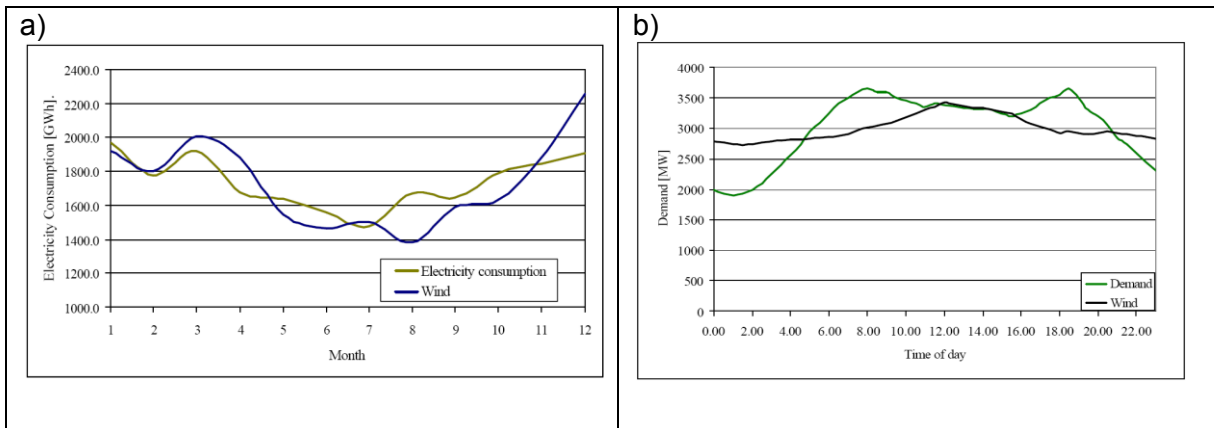 a)
Electricity Consumption [GWh].
2400.0
2200.0
2000.0
1800.0
1600.0
1400.0
1200.0
1000.0
Electricity consumption
Wind
1 2 3 4 5 6 7 8 9 10 11 12
Month
b)
Demand [MW]
4000
3500
3000
2500
2000
1500
1000
500
0
Demand
Wind
0.00 2.00 4.00 6.00 8.00 10.00 12.00 14.00 16.00 18.00 20.00 22.00
Time of day